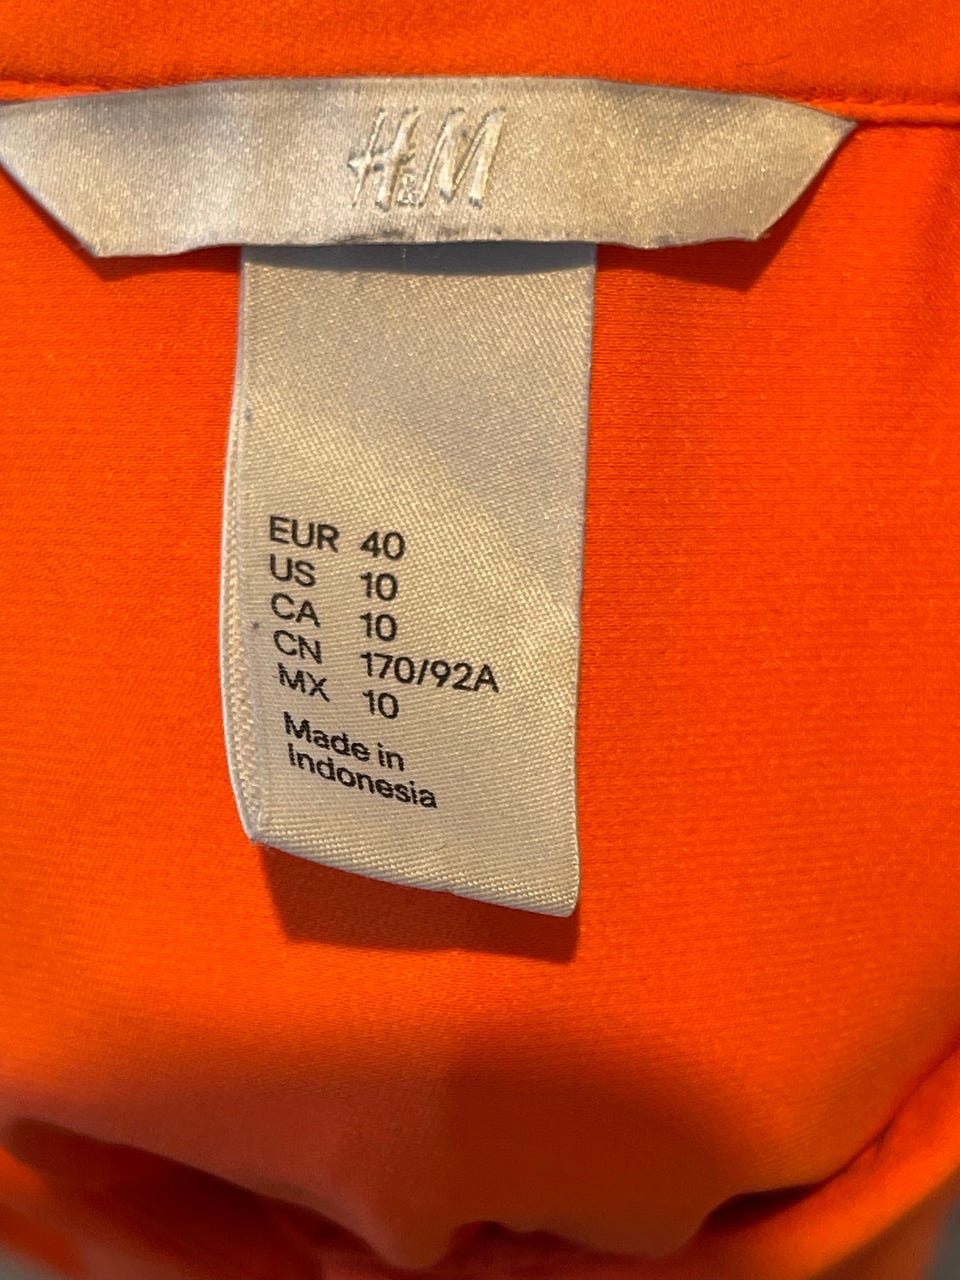 H&M
EUR 40
US 10
CA 10
CN 170/92A
MX 10
Made in
Indonesia